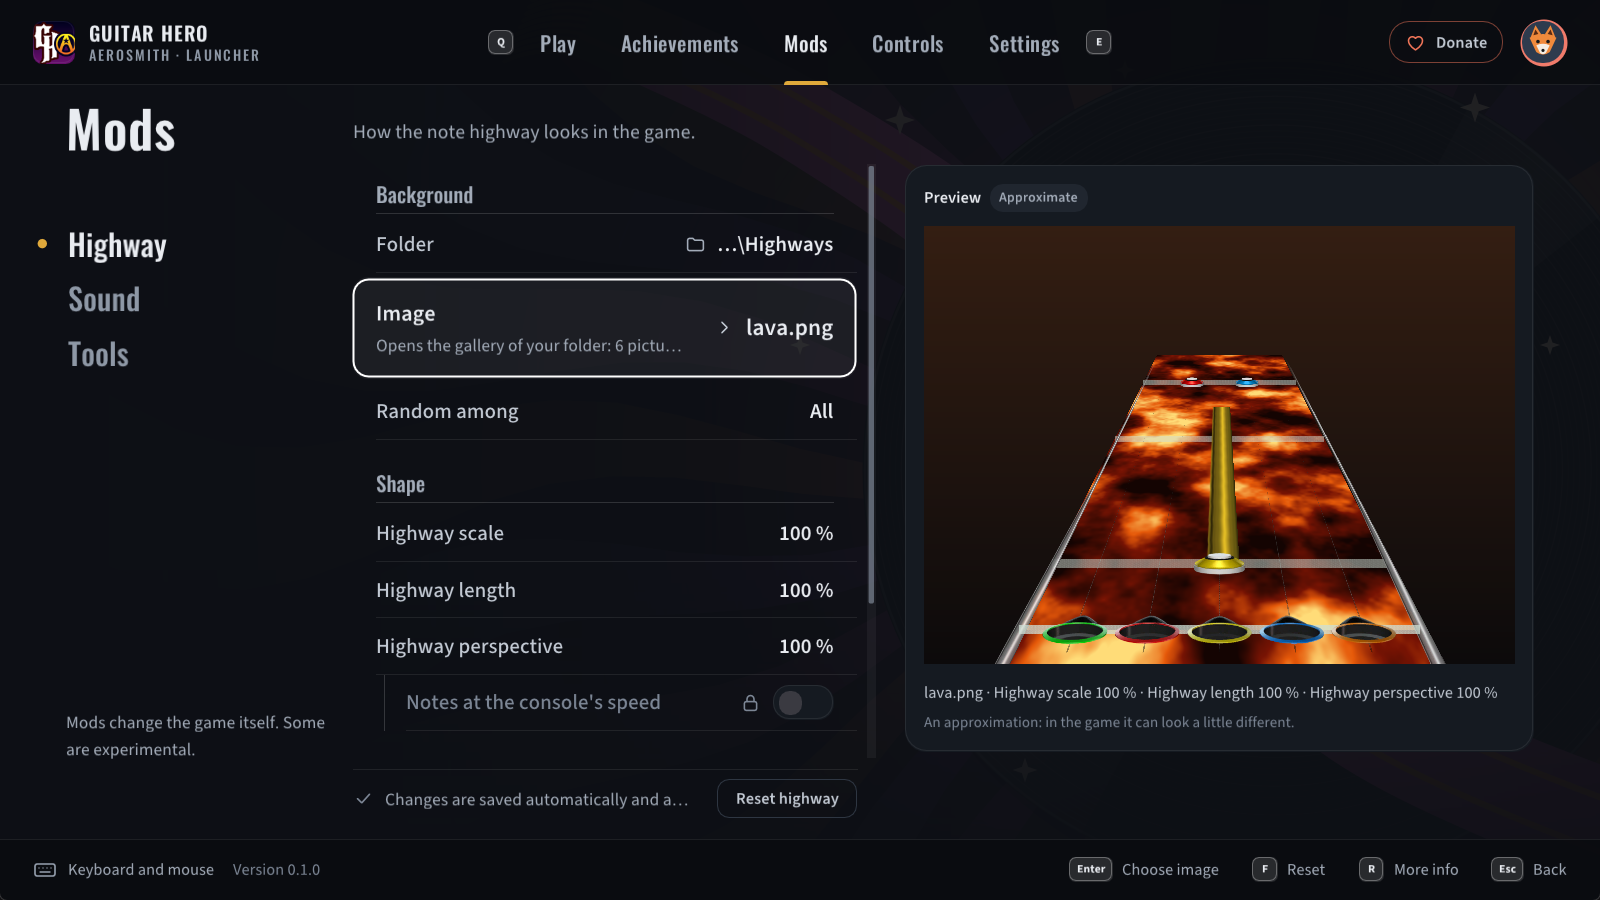 GUITAR HERO
AEROSMITH · LAUNCHER
Q
Play
Achievements
Mods
Controls
Settings
E
Donate
Mods
How the note highway looks in the game.
Highway
Sound
Tools
Mods change the game itself. Some
are experimental.
Background
Folder
...\Highways
Image
Opens the gallery of your folder: 6 pictu...
lava.png
Random among
All
Shape
Highway scale
100 %
Highway length
100 %
Highway perspective
100 %
Notes at the console's speed
Changes are saved automatically and a...
Reset highway
Preview
Approximate
lava.png · Highway scale 100 % · Highway length 100 % · Highway perspective 100 %
An approximation: in the game it can look a little different.
Keyboard and mouse
Version 0.1.0
Enter
Choose image
F
Reset
R
More info
Esc
Back